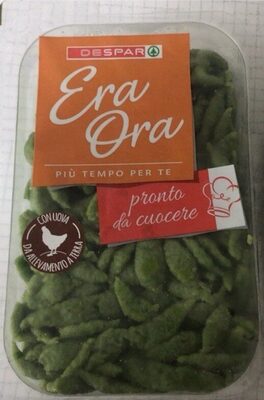 DESPAR
Era
Ora
PIÙ TEMPO PER TE
pronto
da cuocere
CON UOVA
DA ALLEVAMENTO A TERRA